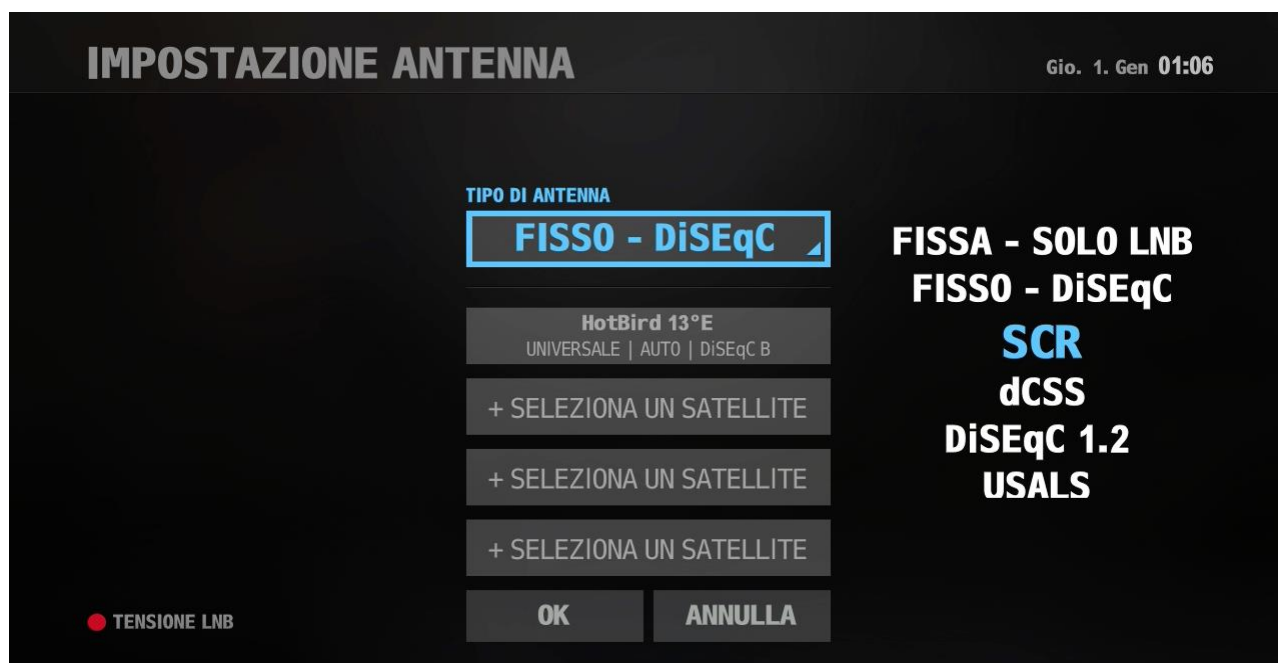 IMPOSTAZIONE ANTENNA
Gio. 1. Gen 01:06
TIPO DI ANTENNA
FISSO - DiSEqC
HotBird 13°E
UNIVERSALE | AUTO | DiSEqC B
+ SELEZIONA UN SATELLITE
+ SELEZIONA UN SATELLITE
+ SELEZIONA UN SATELLITE
OK
ANNULLA
FISSA - SOLO LNB
FISSO - DiSEqC
SCR
dCSS
DiSEqC 1.2
USALS
TENSIONE LNB